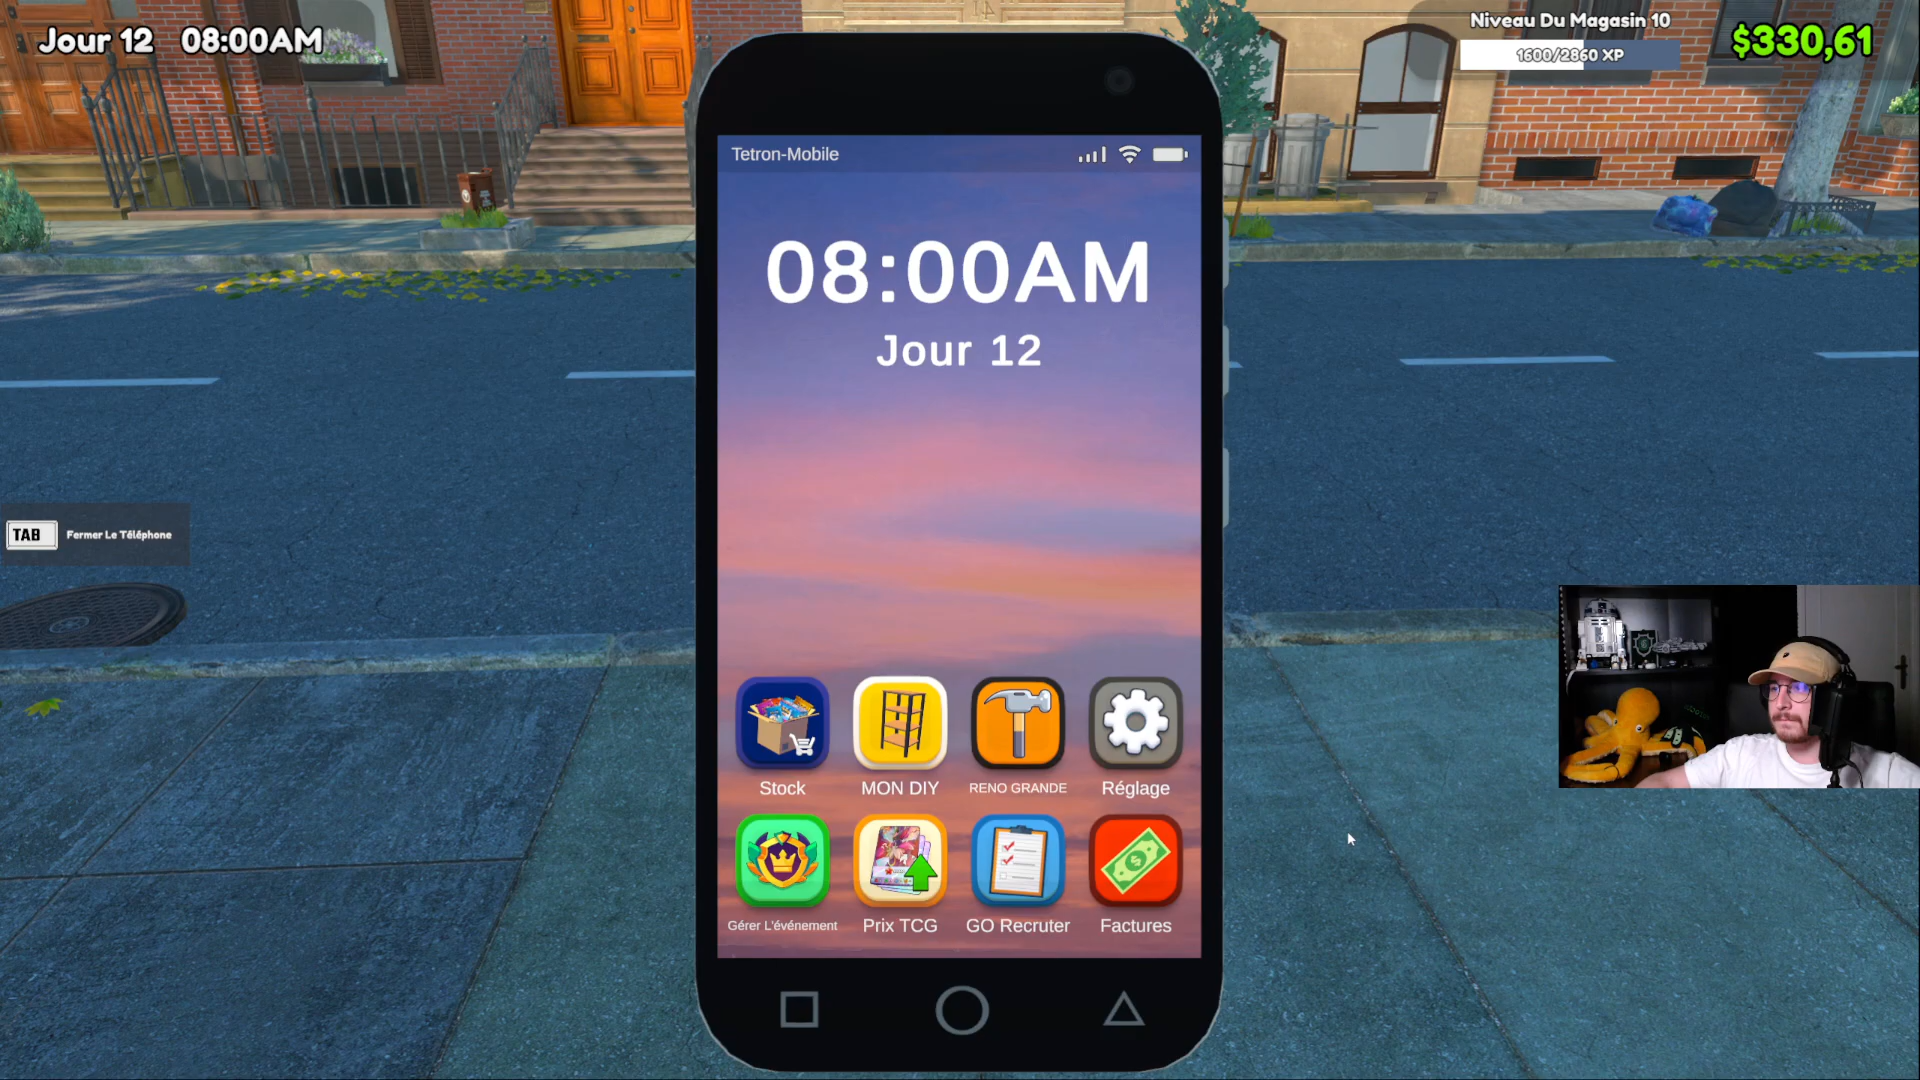 Jour 12 08:00AM
Niveau Du Magasin 10
1600/2860 XP
$330,61
Tetron-Mobile
08:00AM
Jour 12
TAB Fermer Le Téléphone
Stock MON DIY RENO GRANDE Réglage
Gérer L'événement Prix TCG GO Recruter Factures